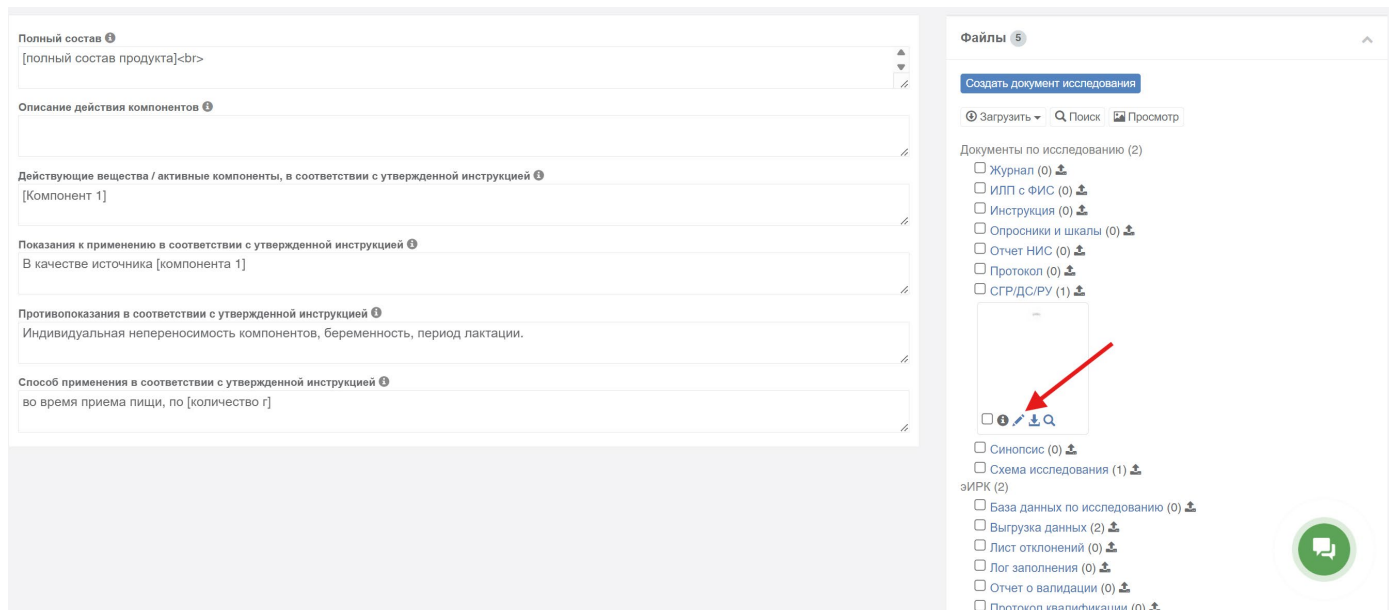 Полный состав
[полный состав продукта]<br>
Описание действия компонентов
Действующие вещества / активные компоненты, в соответствии с утвержденной инструкцией
[Компонент 1]
Показания к применению в соответствии с утвержденной инструкцией
В качестве источника [компонента 1]
Противопоказания в соответствии с утвержденной инструкцией
Индивидуальная непереносимость компонентов, беременность, период лактации.
Способ применения в соответствии с утвержденной инструкцией
во время приема пищи, по [количество г]
Файлы 5
Создать документ исследования
Загрузить Поиск Просмотр
Документы по исследованию (2)
Журнал (0)
ИЛП с ФИС (0)
Инструкция (0)
Опросники и шкалы (0)
Отчет НИС (0)
Протокол (0)
СГР/ДС/РУ (1)
Синопсис (0)
Схема исследования (1)
эИРК (2)
База данных по исследованию (0)
Выгрузка данных (2)
Лист отклонений (0)
Лог заполнения (0)
Отчет о валидации (0)
Протокол квалификации (0)